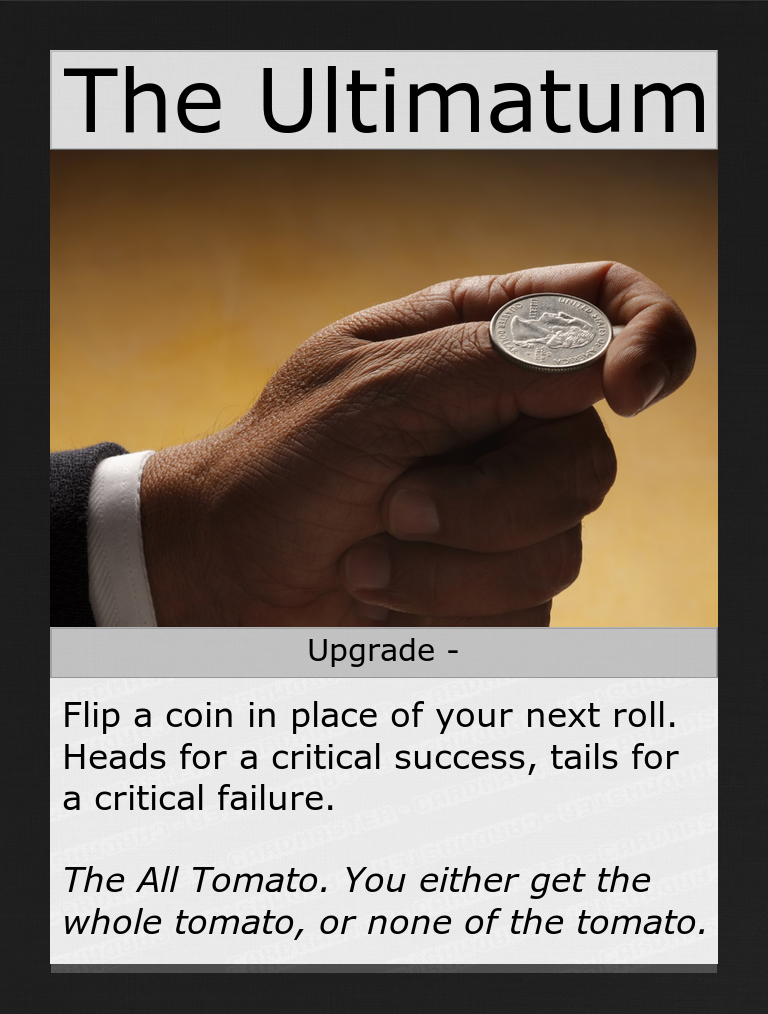 The Ultimatum
Upgrade -
Flip a coin in place of your next roll.
Heads for a critical success, tails for
a critical failure.
The All Tomato. You either get the
whole tomato, or none of the tomato.